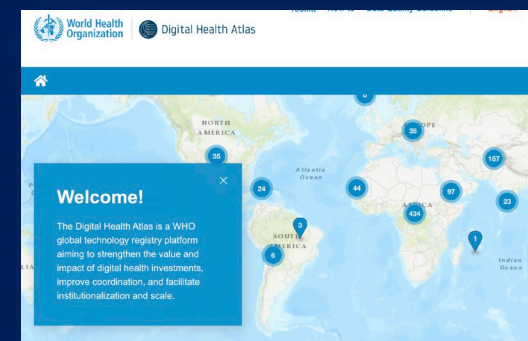 World Health
Organization
Digital Health Atlas
English
6
NORTH
AMERICA
35
35
167
Atlantic
Ocean
24
44
97
23
Welcome!
The Digital Health Atlas is a WHO
global technology registry platform
aiming to strengthen the value and
impact of digital health investments,
improve coordination, and facilitate
institutionalization and scale.
434
3
SOUTH
AMERICA
6
1
Indian
Ocean